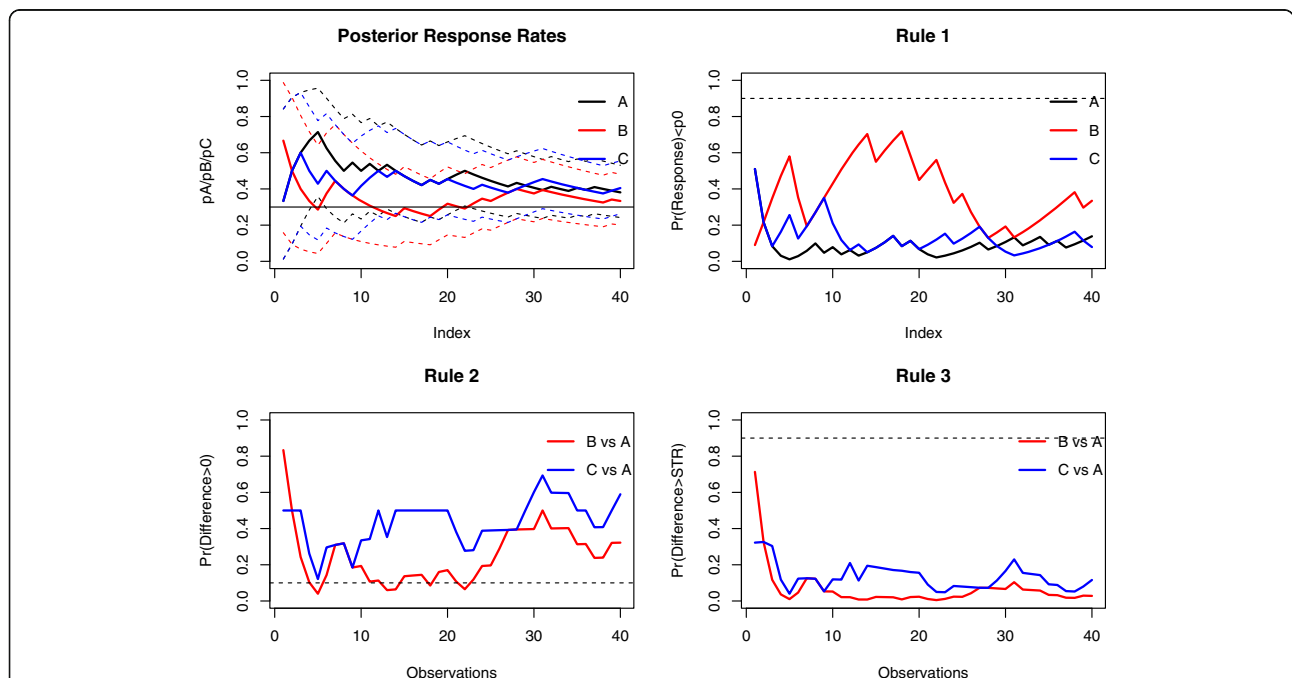 Posterior Response Rates
pA/pB/pC
1.0
0.8
0.6
0.4
0.2
0.0
A
B
C
0 10 20 30 40
Index
Rule 1
Pr(Response)<p0
1.0
0.8
0.6
0.4
0.2
0.0
A
B
C
0 10 20 30 40
Index
Rule 2
Pr(Difference>0)
1.0
0.8
0.6
0.4
0.2
0.0
B vs A
C vs A
0 10 20 30 40
Observations
Rule 3
Pr(Difference>STR)
1.0
0.8
0.6
0.4
0.2
0.0
B vs A
C vs A
0 10 20 30 40
Observations